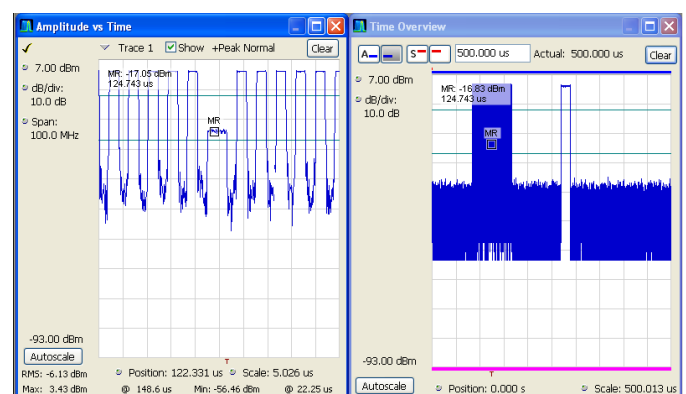 Amplitude vs Time
Trace 1 Show +Peak Normal Clear
7.00 dBm
dB/div:
10.0 dB
Span:
100.0 MHz
MR: -17.05 dBm
124.743 us
MR
-93.00 dBm
Autoscale
T
Position: 122.331 us Scale: 5.026 us
RMS: -6.13 dBm
Max: 3.43 dBm @ 148.6 us Min: -56.46 dBm @ 22.25 us
Time Overview
A S 500.000 us Actual: 500.000 us Clear
7.00 dBm
dB/div:
10.0 dB
MR: -16.83 dBm
124.743 us
MR
-93.00 dBm
T
Autoscale Position: 0.000 s Scale: 500.013 us